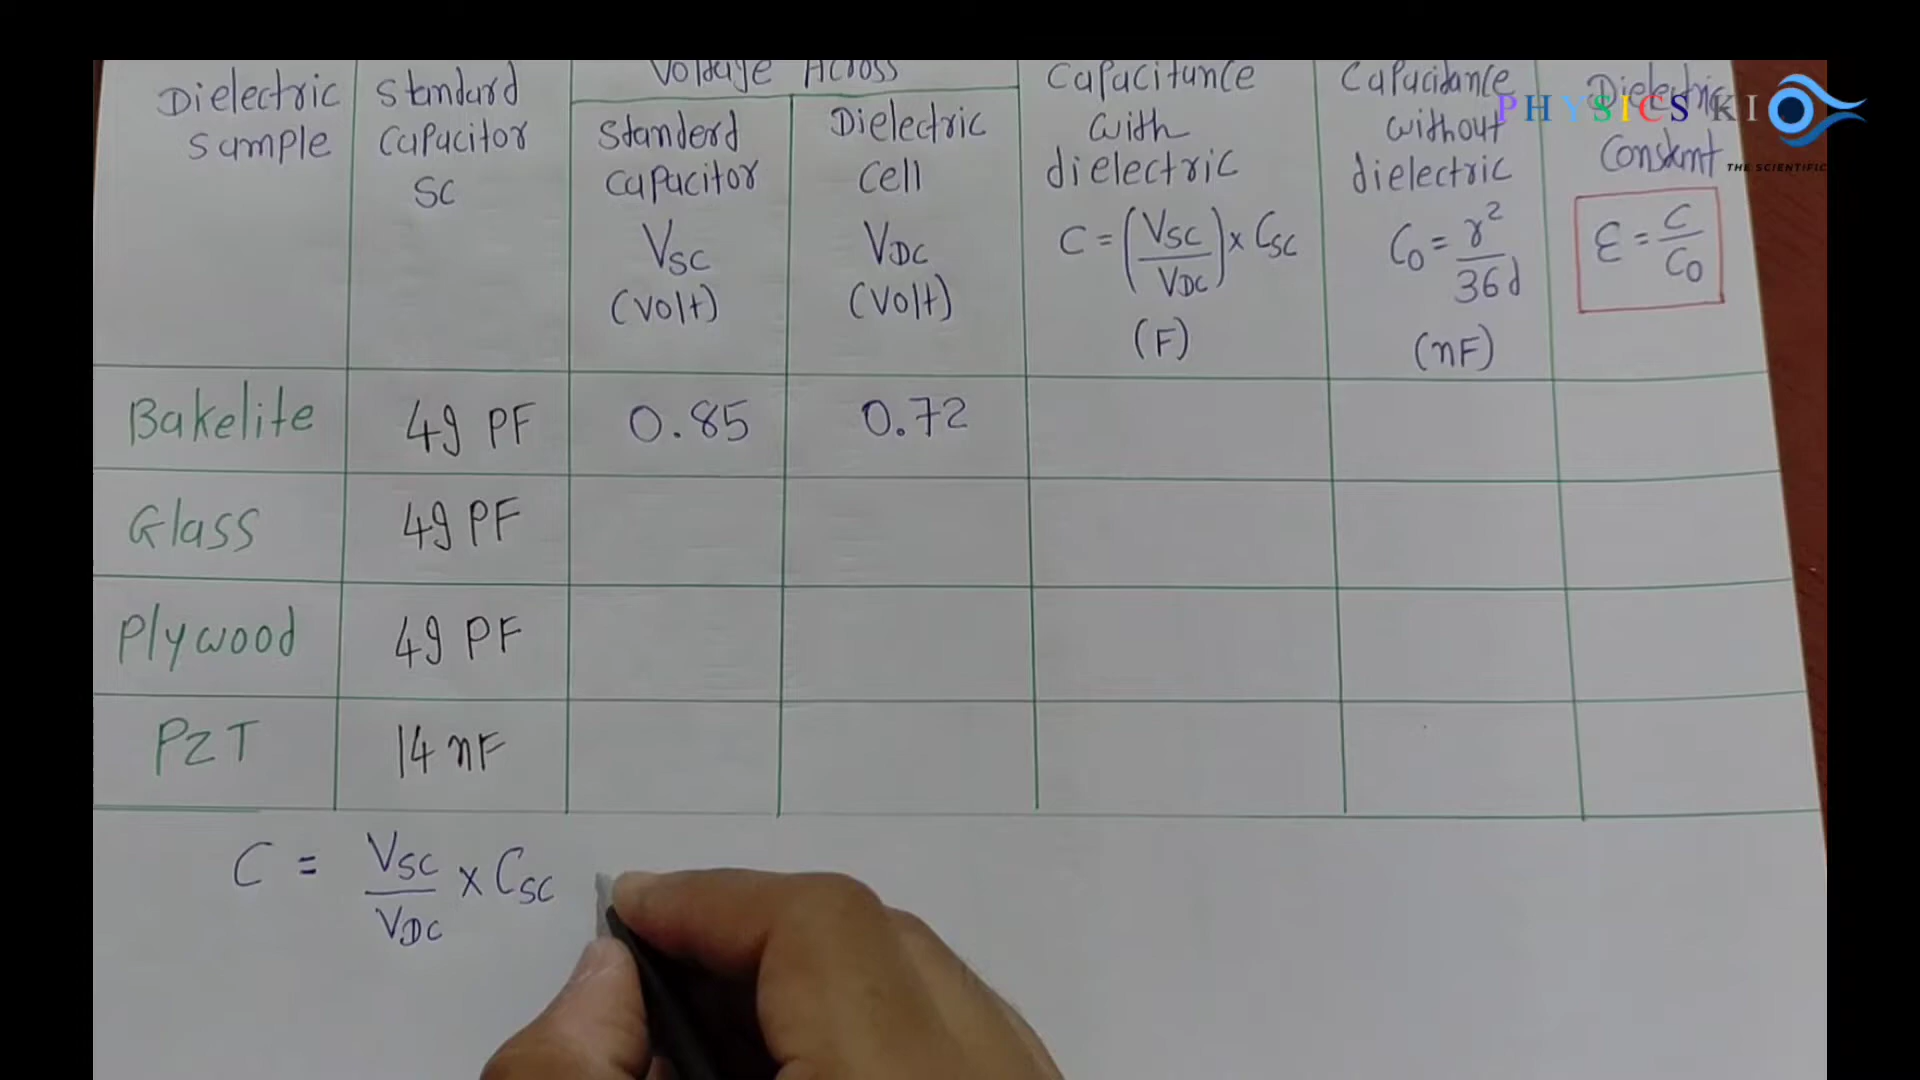 Dielectric
Sample
Standard
Capacitor
SC
Voltage Across
Standerd
capacitor
VSC
(volt)
Dielectric
Cell
VDC
(Volt)
Capacitance
with
dielectric
C = (VSC/VDC) x CSC
(F)
Capacitance
without
dielectric
C0 = r²/36d
(nF)
Dielectric
Constant
ε = C/C0
PHYSICS KI
THE SCIENTIFIC
Bakelite 49 PF 0.85 0.72
Glass 49 PF
Plywood 49 PF
PZT 14 nF
C = VSC/VDC x CSC